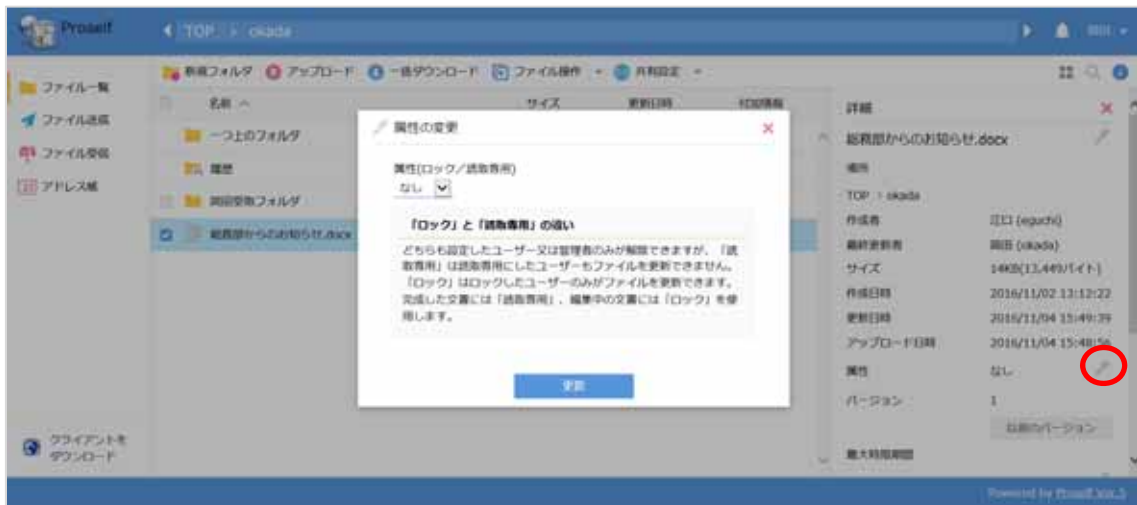 Proself
TOP > okada
新規フォルダ アップロード 一括ダウンロード ファイル操作 共有設定
ファイル一覧
ファイル送信
ファイル受信
アドレス帳
クライアントを
ダウンロード
名前 サイズ 更新日時 付加情報
一つ上のフォルダ
履歴
岡田受取フォルダ
総務部からのお知らせ.docx
属性の変更
属性(ロック/読取専用)
なし
「ロック」と「読取専用」の違い
どちらも設定したユーザー又は管理者のみが解除できますが、「読
取専用」は読取専用にしたユーザーもファイルを更新できません。
「ロック」はロックしたユーザーのみがファイルを更新できます。
完成した文書には「読取専用」、編集中の文書には「ロック」を使
用します。
更新
詳細
総務部からのお知らせ.docx
場所
TOP > okada
作成者 江口 (eguchi)
最終更新者 岡田 (okada)
サイズ 14KB(13,449バイト)
作成日時 2016/11/02 13:12:22
更新日時 2016/11/04 15:49:39
アップロード日時 2016/11/04 15:48:56
属性 なし
バージョン 1
以前のバージョン
Powered by Proself Ver.5